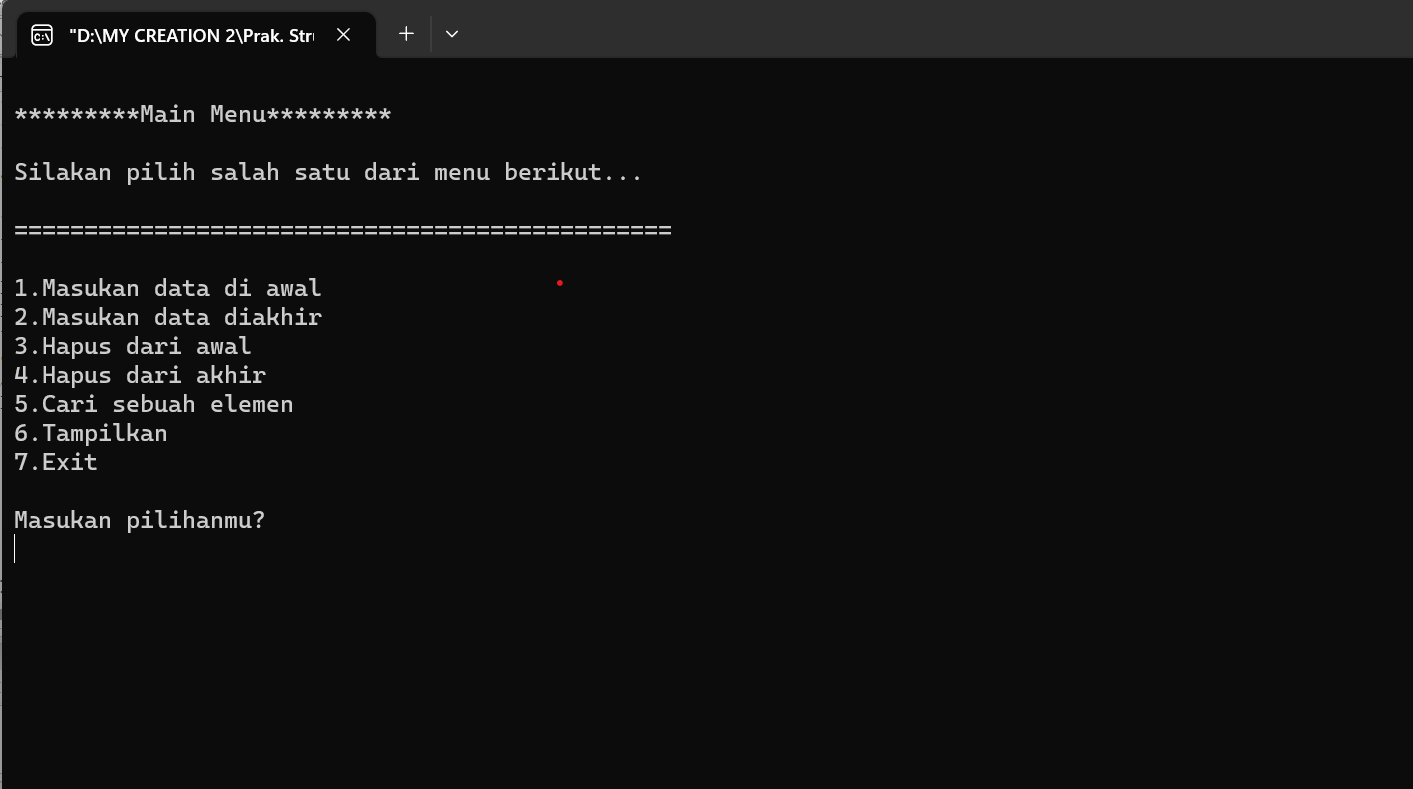 "D:\MY CREATION 2\Prak. Str
*********Main Menu*********
Silakan pilih salah satu dari menu berikut...
===============================================
1.Masukan data di awal
2.Masukan data diakhir
3.Hapus dari awal
4.Hapus dari akhir
5.Cari sebuah elemen
6.Tampilkan
7.Exit
Masukan pilihanmu?